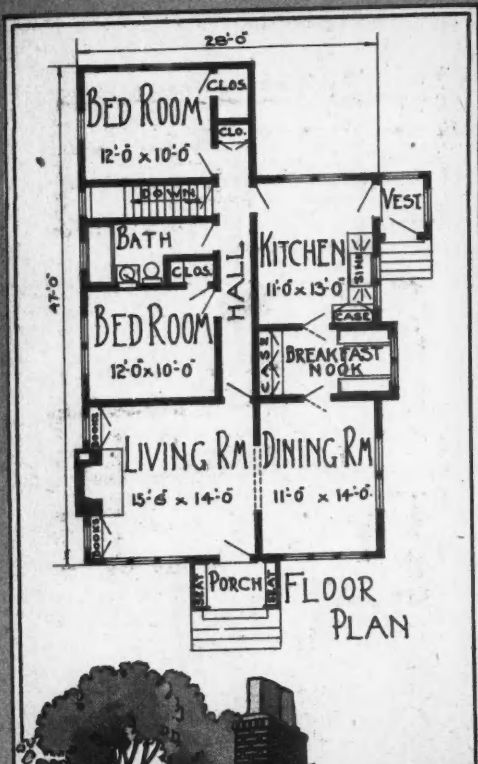 28'-0"
47'-0"
BED ROOM
12'-0 x 10'-0"
CLOS.
CLO.
DOWN
BATH
CLOS.
HALL
KITCHEN
11'-0 x 13'-0"
SINK
VEST.
CASE
CASE
BREAKFAST
NOOK
BED ROOM
12'-0 x 10'-0"
LIVING RM
15'-6" x 14'-0"
BOOKS
BOOKS
DINING RM
11'-0" x 14'-0"
SEAT
PORCH
SEAT
FLOOR
PLAN